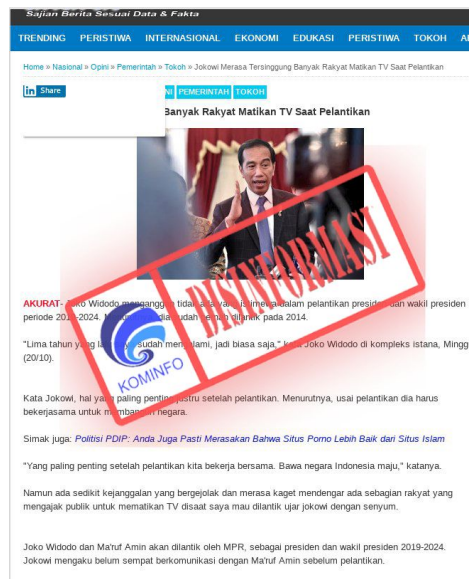 Sajian Berita Sesuai Data & Fakta
TRENDING PERISTIWA INTERNASIONAL EKONOMI EDUKASI PERISTIWA TOKOH
Home » Nasional » Opini » Pemerintah » Tokoh » Jokowi Merasa Tersinggung Banyak Rakyat Matikan TV Saat Pelantikan
in Share
NI PEMERINTAH TOKOH
Banyak Rakyat Matikan TV Saat Pelantikan
DISINFORMASI
KOMINFO
AKURAT- Joko Widodo menganggap tidak ada yang istimewa dalam pelantikan presiden dan wakil presiden
periode 2019-2024. dia sudah pernah dilantik pada 2014.
"Lima tahun yang lalu sudah mengalami, jadi biasa saja," kata Joko Widodo di kompleks istana, Mingg
(20/10).
Kata Jokowi, hal yang paling penting justru setelah pelantikan. Menurutnya, usai pelantikan dia harus
bekerjasama untuk membangun negara.
Simak juga: Politisi PDIP: Anda Juga Pasti Merasakan Bahwa Situs Porno Lebih Baik dari Situs Islam
"Yang paling penting setelah pelantikan kita bekerja bersama. Bawa negara Indonesia maju," katanya.
Namun ada sedikit kejanggalan yang bergejolak dan merasa kaget mendengar ada sebagian rakyat yang
mengajak publik untuk mematikan TV disaat saya mau dilantik ujar jokowi dengan senyum.
Joko Widodo dan Ma'ruf Amin akan dilantik oleh MPR, sebagai presiden dan wakil presiden 2019-2024.
Jokowi mengaku belum sempat berkomunikasi dengan Ma'ruf Amin sebelum pelantikan.